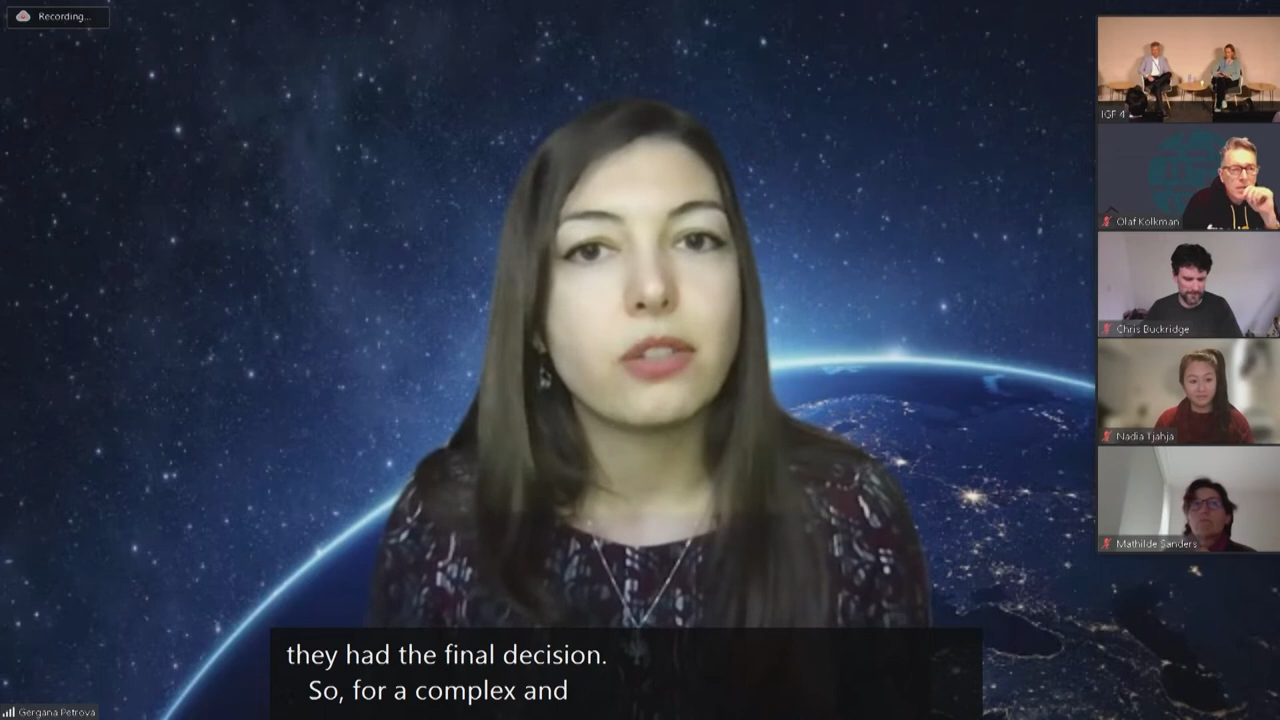 Recording...
IGF 4
Olaf Kolkman
Chris Buckridge
Nadia Tjahja
Mathilde Sanders
they had the final decision.
So, for a complex and
Gergana Petrova